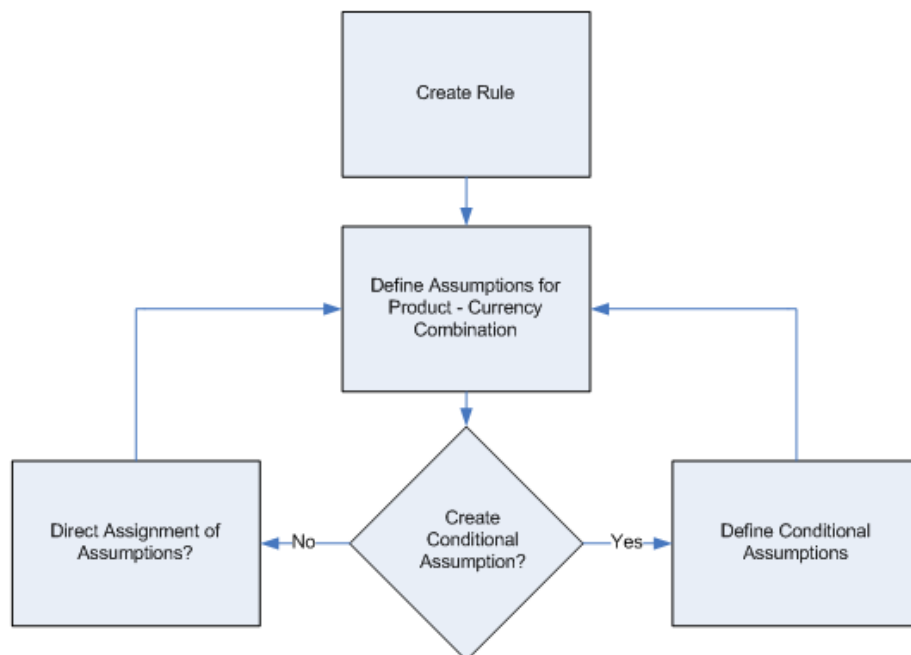 Create Rule
Define Assumptions for
Product - Currency
Combination
Direct Assignment of
Assumptions?
No
Create
Conditional
Assumption?
Yes
Define Conditional
Assumptions